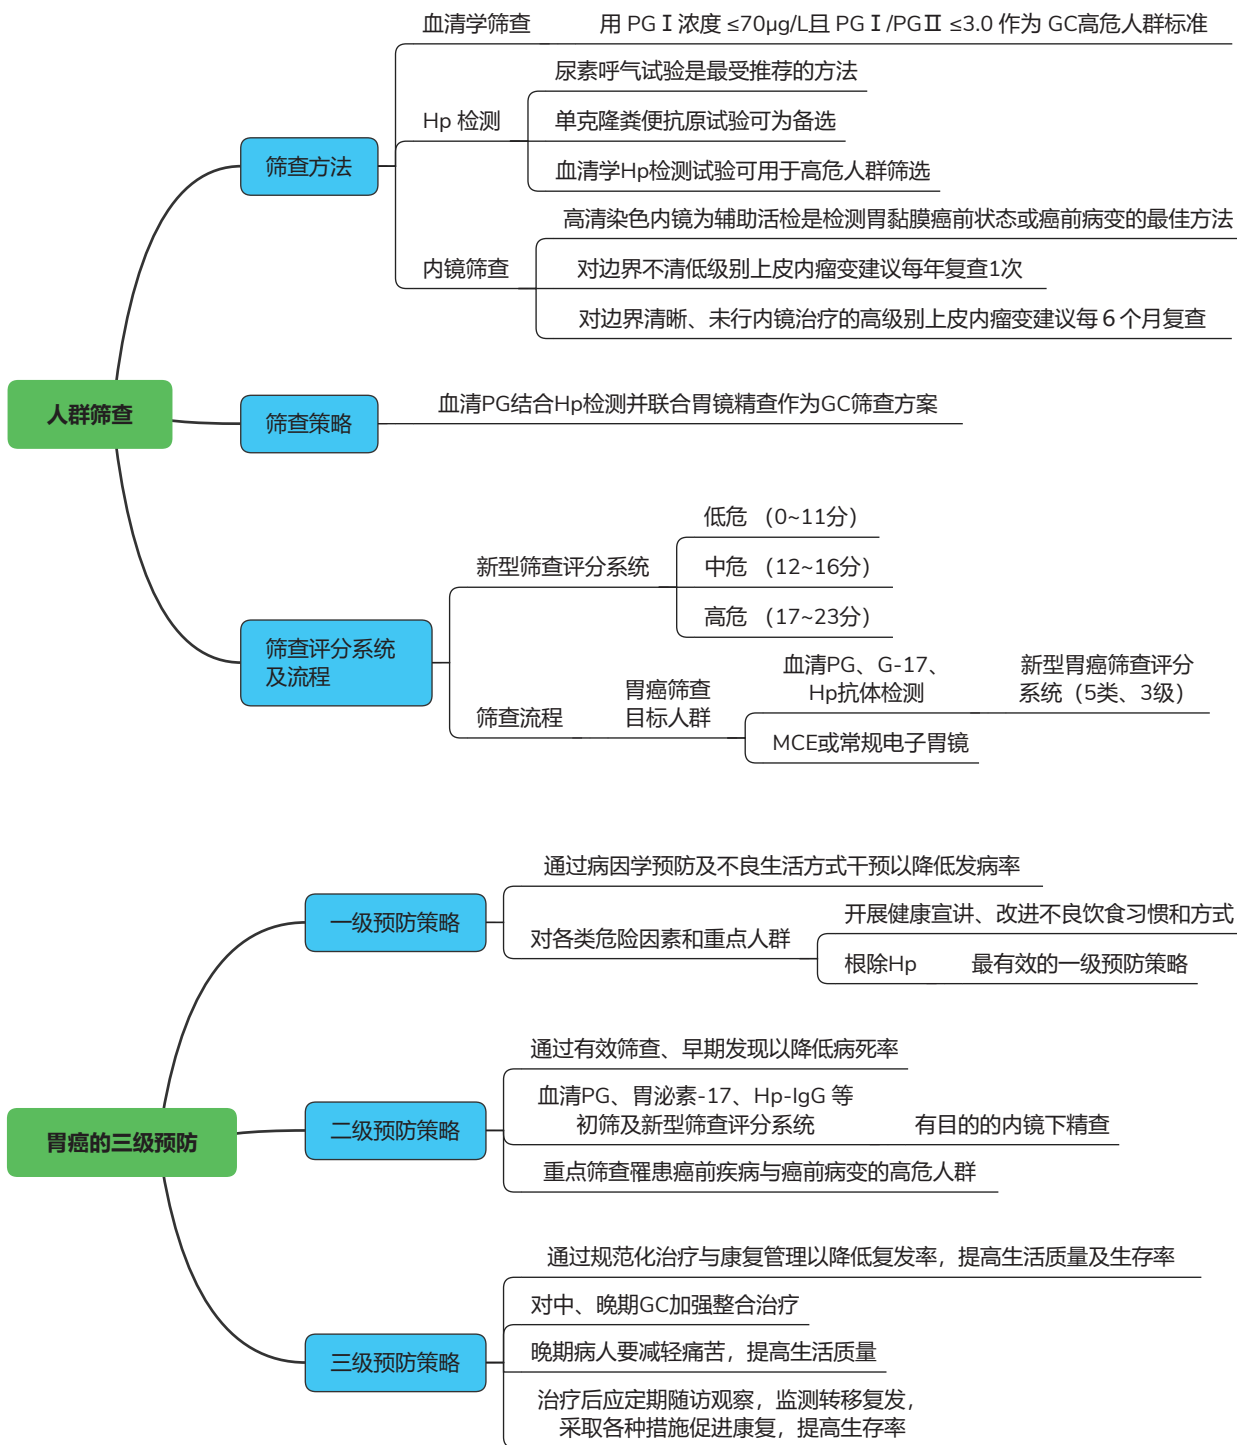 血清学筛查
用 PGⅠ浓度 ≤70μg/L且 PGⅠ/PGⅡ ≤3.0 作为 GC高危人群标准
尿素呼气试验是最受推荐的方法
Hp 检测
单克隆粪便抗原试验可为备选
筛查方法
血清学Hp检测试验可用于高危人群筛选
高清染色内镜为辅助活检是检测胃黏膜癌前状态或癌前病变的最佳方法
内镜筛查
对边界不清低级别上皮内瘤变建议每年复查1次
对边界清晰、未行内镜治疗的高级别上皮内瘤变建议每 6 个月复查
人群筛查
筛查策略
血清PG结合Hp检测并联合胃镜精查作为GC筛查方案
低危 （0~11分）
新型筛查评分系统
中危 （12~16分）
高危 （17~23分）
筛查评分系统
及流程
筛查流程
胃癌筛查
目标人群
血清PG、G-17、
Hp抗体检测
新型胃癌筛查评分
系统（5类、3级）
MCE或常规电子胃镜
通过病因学预防及不良生活方式干预以降低发病率
一级预防策略
对各类危险因素和重点人群
开展健康宣讲、改进不良饮食习惯和方式
根除Hp
最有效的一级预防策略
通过有效筛查、早期发现以降低病死率
胃癌的三级预防
二级预防策略
血清PG、胃泌素-17、Hp-IgG 等
初筛及新型筛查评分系统
有目的的内镜下精查
重点筛查罹患癌前疾病与癌前病变的高危人群
通过规范化治疗与康复管理以降低复发率，提高生活质量及生存率
对中、晚期GC加强整合治疗
三级预防策略
晚期病人要减轻痛苦，提高生活质量
治疗后应定期随访观察，监测转移复发，
采取各种措施促进康复，提高生存率